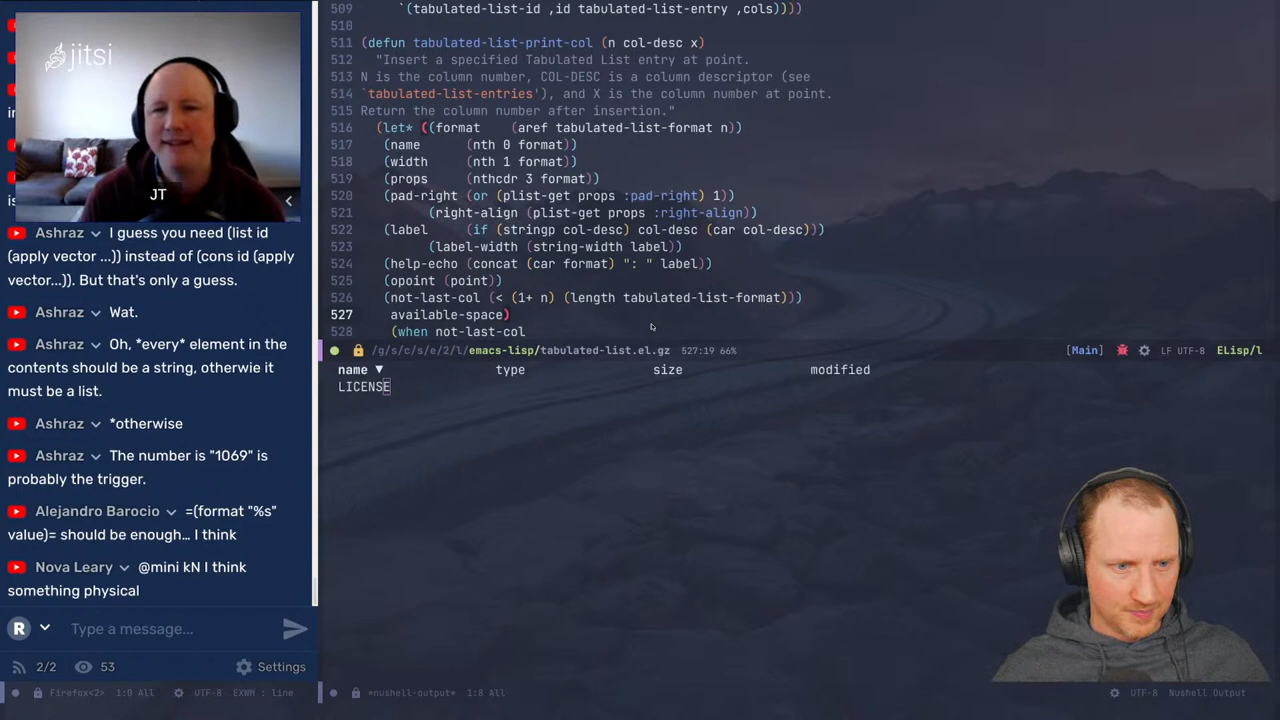 jitsi
JT
in
is
Ashraz I guess you need (list id
(apply vector ...)) instead of (cons id (apply
vector...)). But that's only a guess.
Ashraz Wat.
Ashraz Oh, *every* element in the
contents should be a string, otherwie it
must be a list.
Ashraz *otherwise
Ashraz The number is "1069" is
probably the trigger.
Alejandro Barocio =(format "%s"
value)= should be enough… I think
Nova Leary @mini kN I think
something physical
R Type a message...
2/2 53 Settings
Firefox<2> 1:0 All UTF-8 EXWM : line
509 `(tabulated-list-id ,id tabulated-list-entry ,cols))))
510
511 (defun tabulated-list-print-col (n col-desc x)
512 "Insert a specified Tabulated List entry at point.
513 N is the column number, COL-DESC is a column descriptor (see
514 `tabulated-list-entries'), and X is the column number at point.
515 Return the column number after insertion."
516 (let* ((format (aref tabulated-list-format n))
517 (name (nth 0 format))
518 (width (nth 1 format))
519 (props (nthcdr 3 format))
520 (pad-right (or (plist-get props :pad-right) 1))
521 (right-align (plist-get props :right-align))
522 (label (if (stringp col-desc) col-desc (car col-desc)))
523 (label-width (string-width label))
524 (help-echo (concat (car format) ": " label))
525 (opoint (point))
526 (not-last-col (< (1+ n) (length tabulated-list-format)))
527 available-space)
528 (when not-last-col
/g/s/c/s/e/2/l/emacs-lisp/tabulated-list.el.gz 527:19 66% [Main] LF UTF-8 ELisp/l
name ▼ type size modified
LICENSE
*nushell-output* 1:8 All UTF-8 Nushell Output